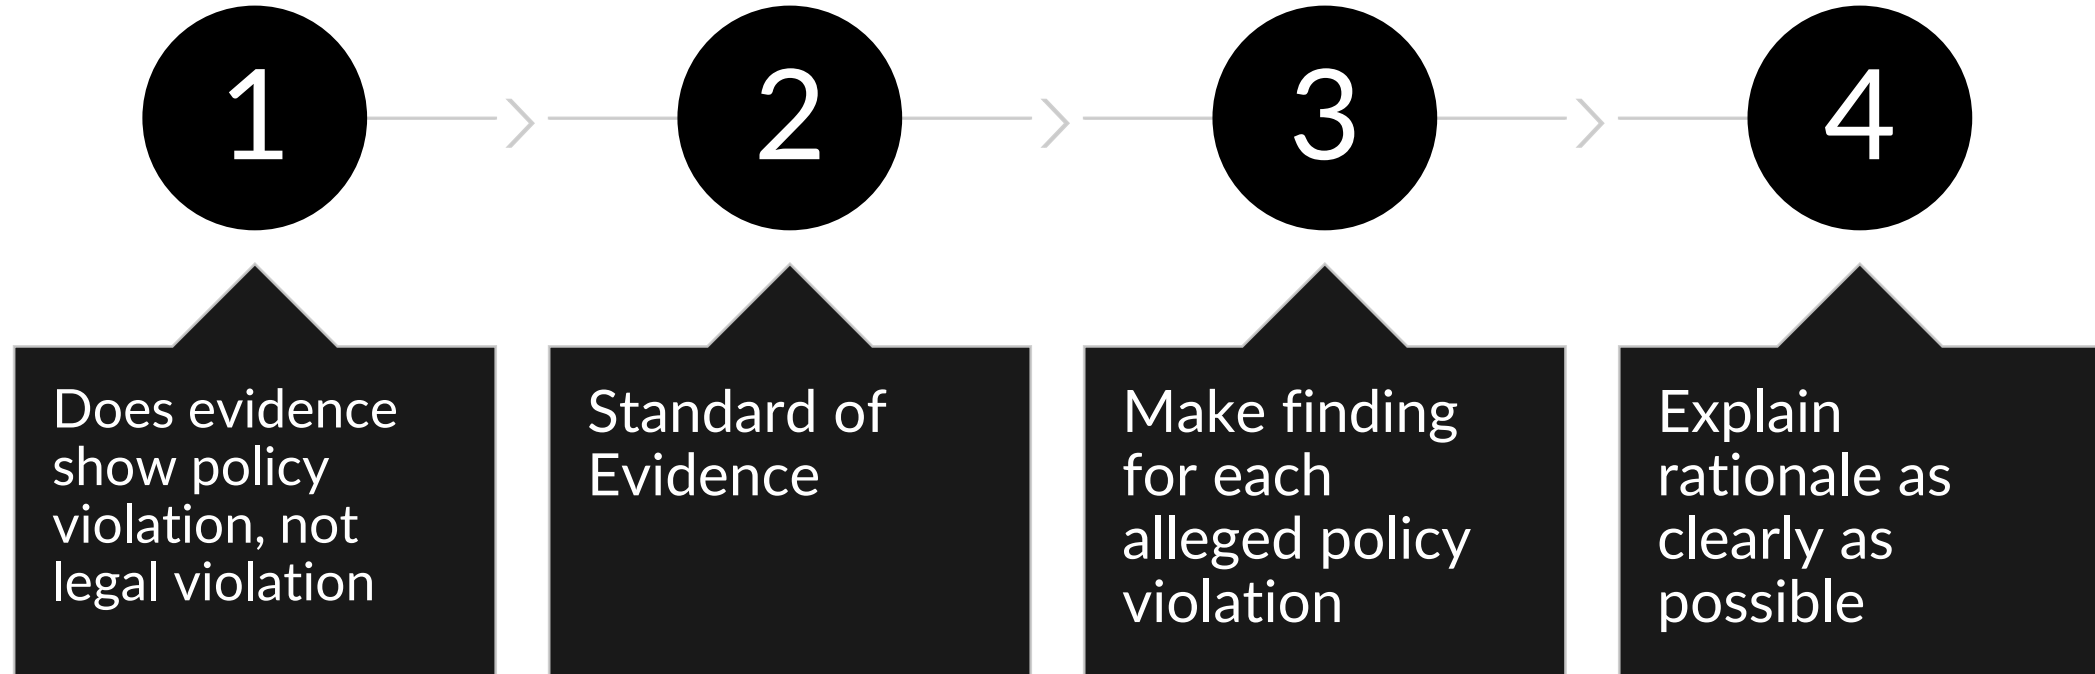 1
2
3
4
Does evidence
show policy
violation, not
legal violation
Standard of
Evidence
Make finding
for each
alleged policy
violation
Explain
rationale as
clearly as
possible